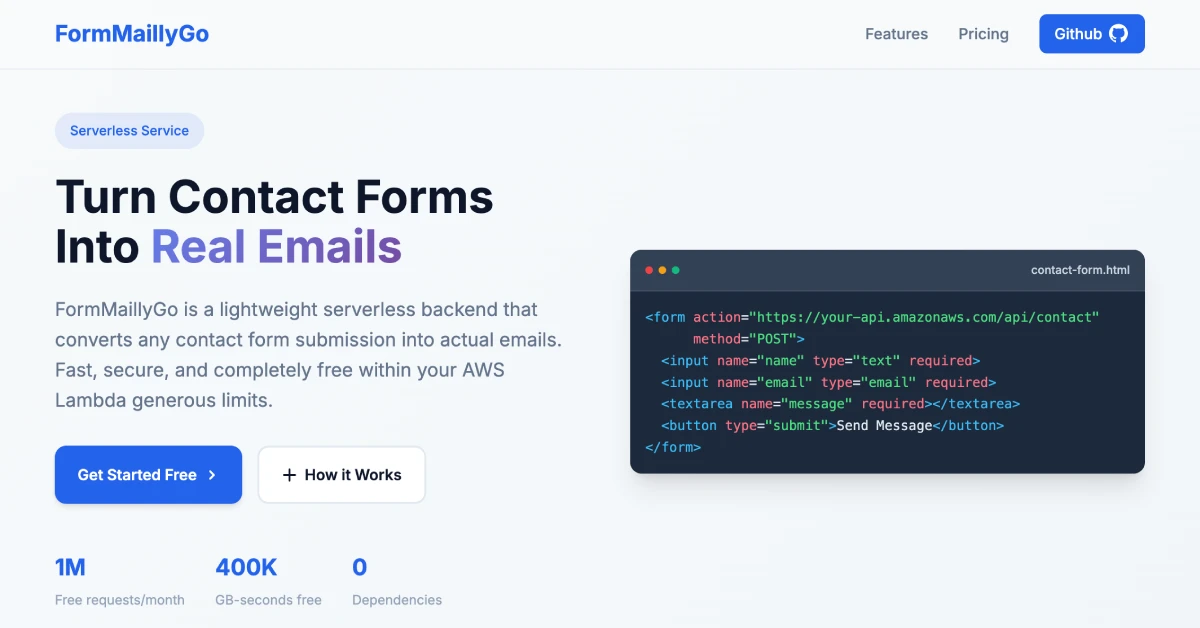 FormMaillyGo
Features
Pricing
Github
Serverless Service
Turn Contact Forms
Into Real Emails
FormMaillyGo is a lightweight serverless backend that
converts any contact form submission into actual emails.
Fast, secure, and completely free within your AWS
Lambda generous limits.
Get Started Free
How it Works
1M
Free requests/month
400K
GB-seconds free
0
Dependencies
contact-form.html
<form action="https://your-api.amazonaws.com/api/contact"
method="POST">
<input name="name" type="text" required>
<input name="email" type="email" required>
<textarea name="message" required></textarea>
<button type="submit">Send Message</button>
</form>